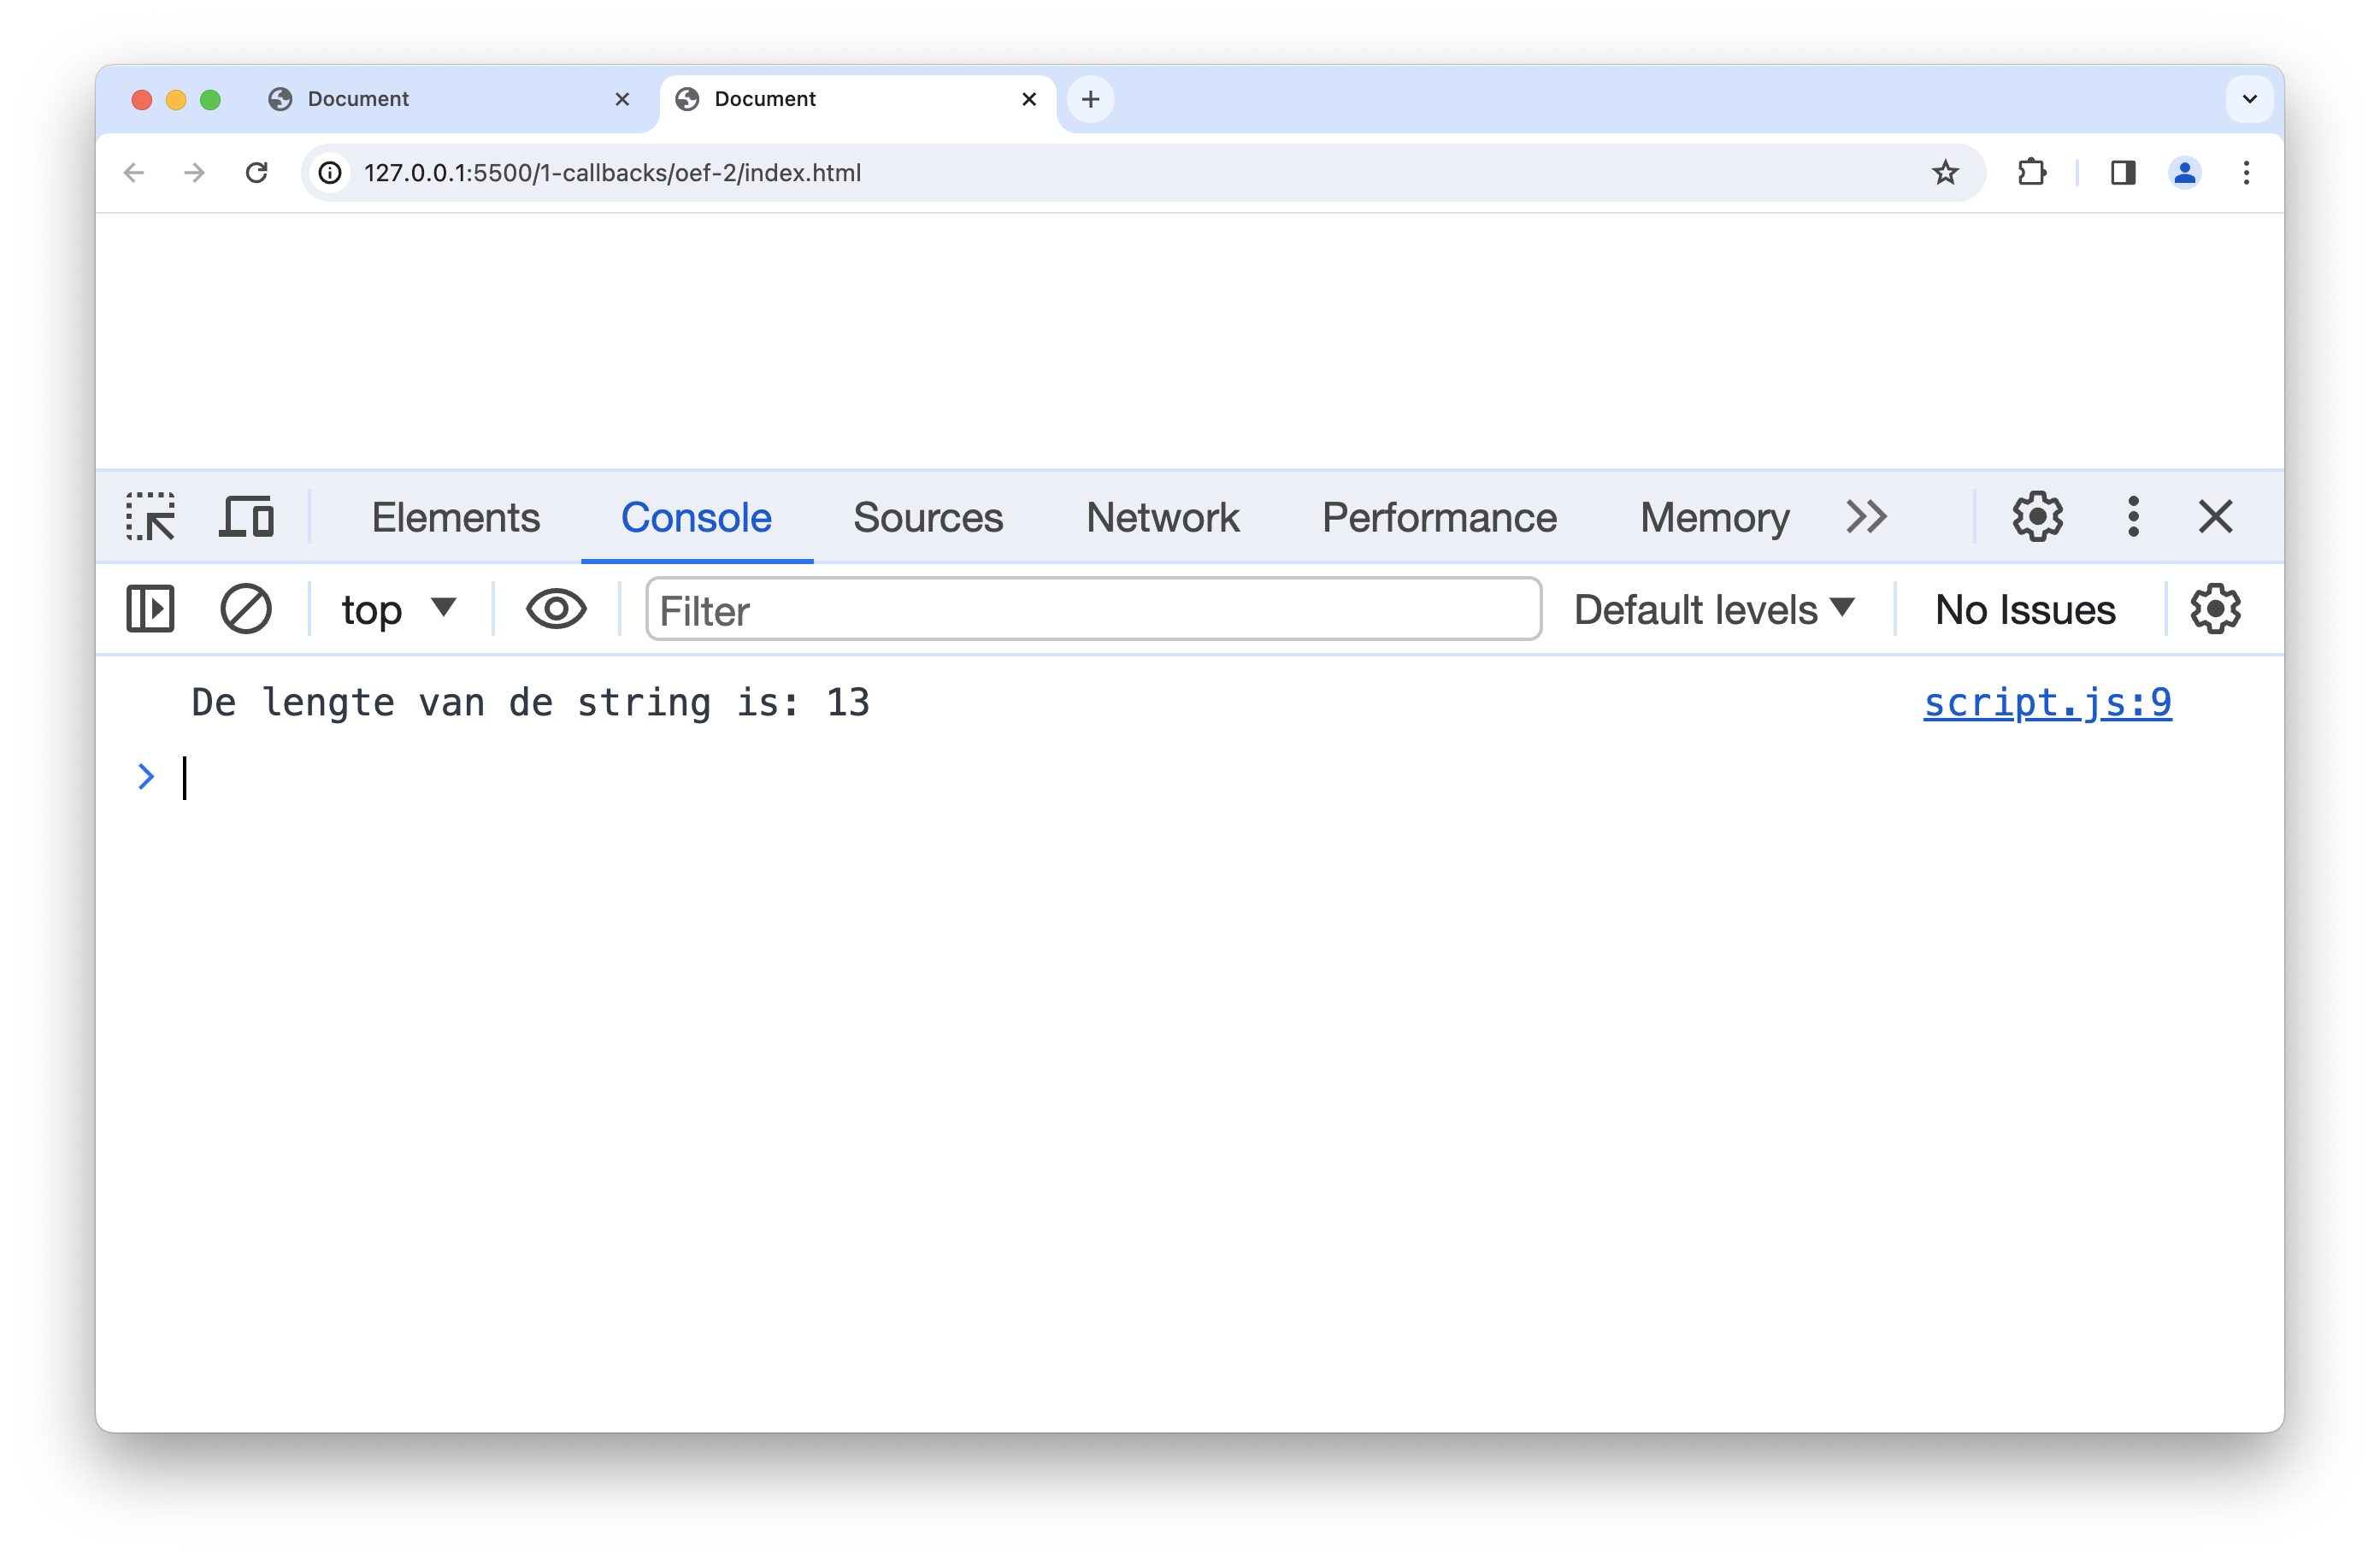 Document
Document
127.0.0.1:5500/1-callbacks/oef-2/index.html
Elements Console Sources Network Performance Memory
top Filter Default levels No Issues
De lengte van de string is: 13 script.js:9